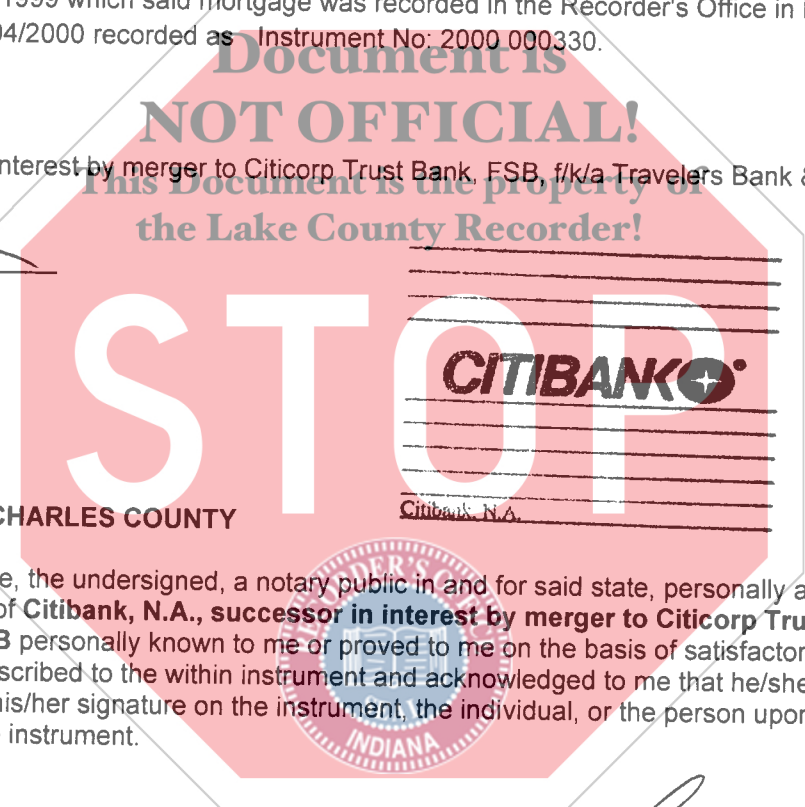 1999 which said mortgage was recorded in the Recorder's Office in
04/2000 recorded as Instrument No: 2000 000330.
Document is
NOT OFFICIAL!
nterest by merger to Citicorp Trust Bank, FSB, f/k/a Travelers Bank &
This Document is the property of
the Lake County Recorder!
STOP
CITIBANK
Citibank, N.A.
CHARLES COUNTY
e, the undersigned, a notary public in and for said state, personally a
of Citibank, N.A., successor in interest by merger to Citicorp Tru
B personally known to me or proved to me on the basis of satisfactor
scribed to the within instrument and acknowledged to me that he/she
his/her signature on the instrument, the individual, or the person upor
instrument.
RECORDER'S OFFICE
INDIANA